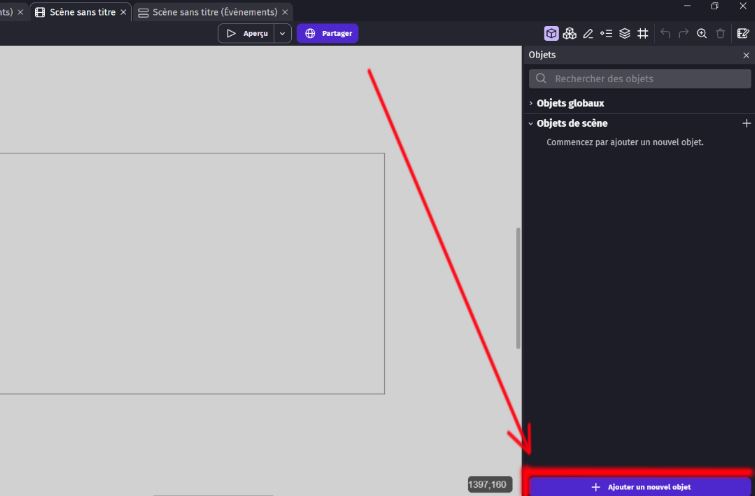 nts) ×
Scène sans titre ×
Scène sans titre (Évènements) ×
Aperçu
Partager
Objets
Rechercher des objets
Objets globaux
Objets de scène
Commencez par ajouter un nouvel objet.
1397,160
Ajouter un nouvel objet